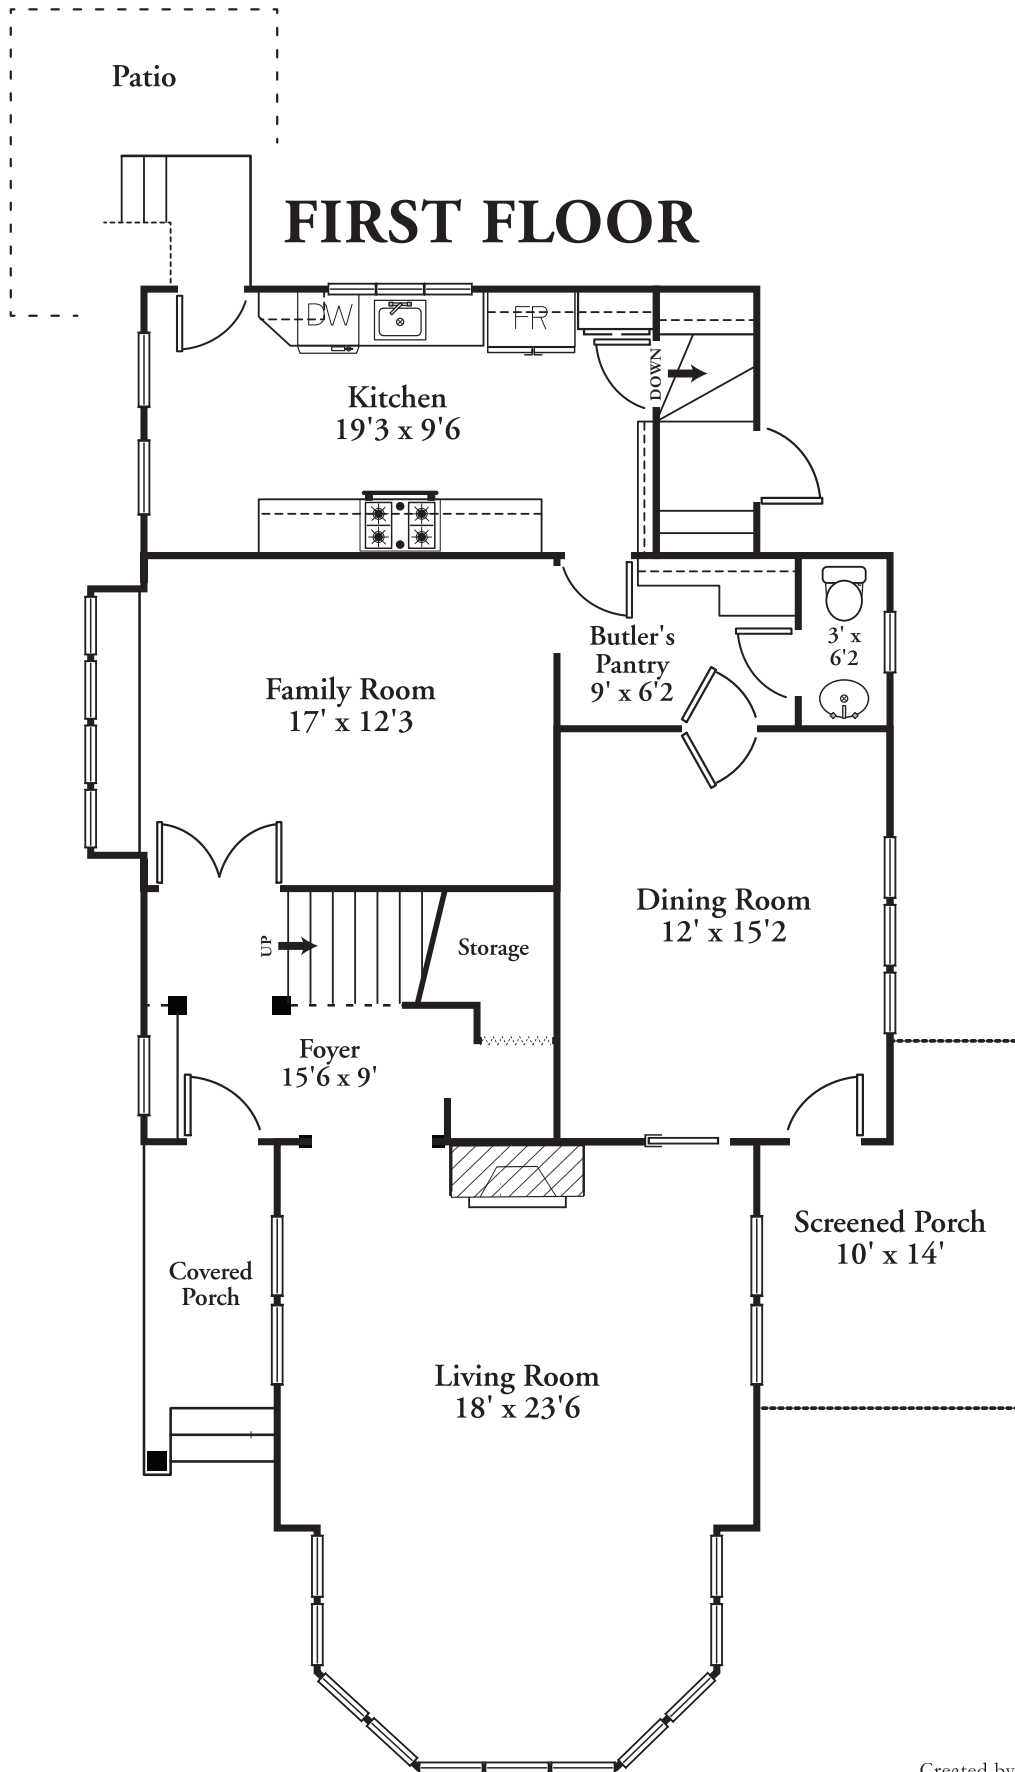 Patio
FIRST FLOOR
DW
FR
DOWN
Kitchen
19'3 x 9'6
Butler's
Pantry
9' x 6'2
3' x
6'2
Family Room
17' x 12'3
Dining Room
12' x 15'2
UP
Storage
Foyer
15'6 x 9'
Screened Porch
10' x 14'
Covered
Porch
Living Room
18' x 23'6
Created by